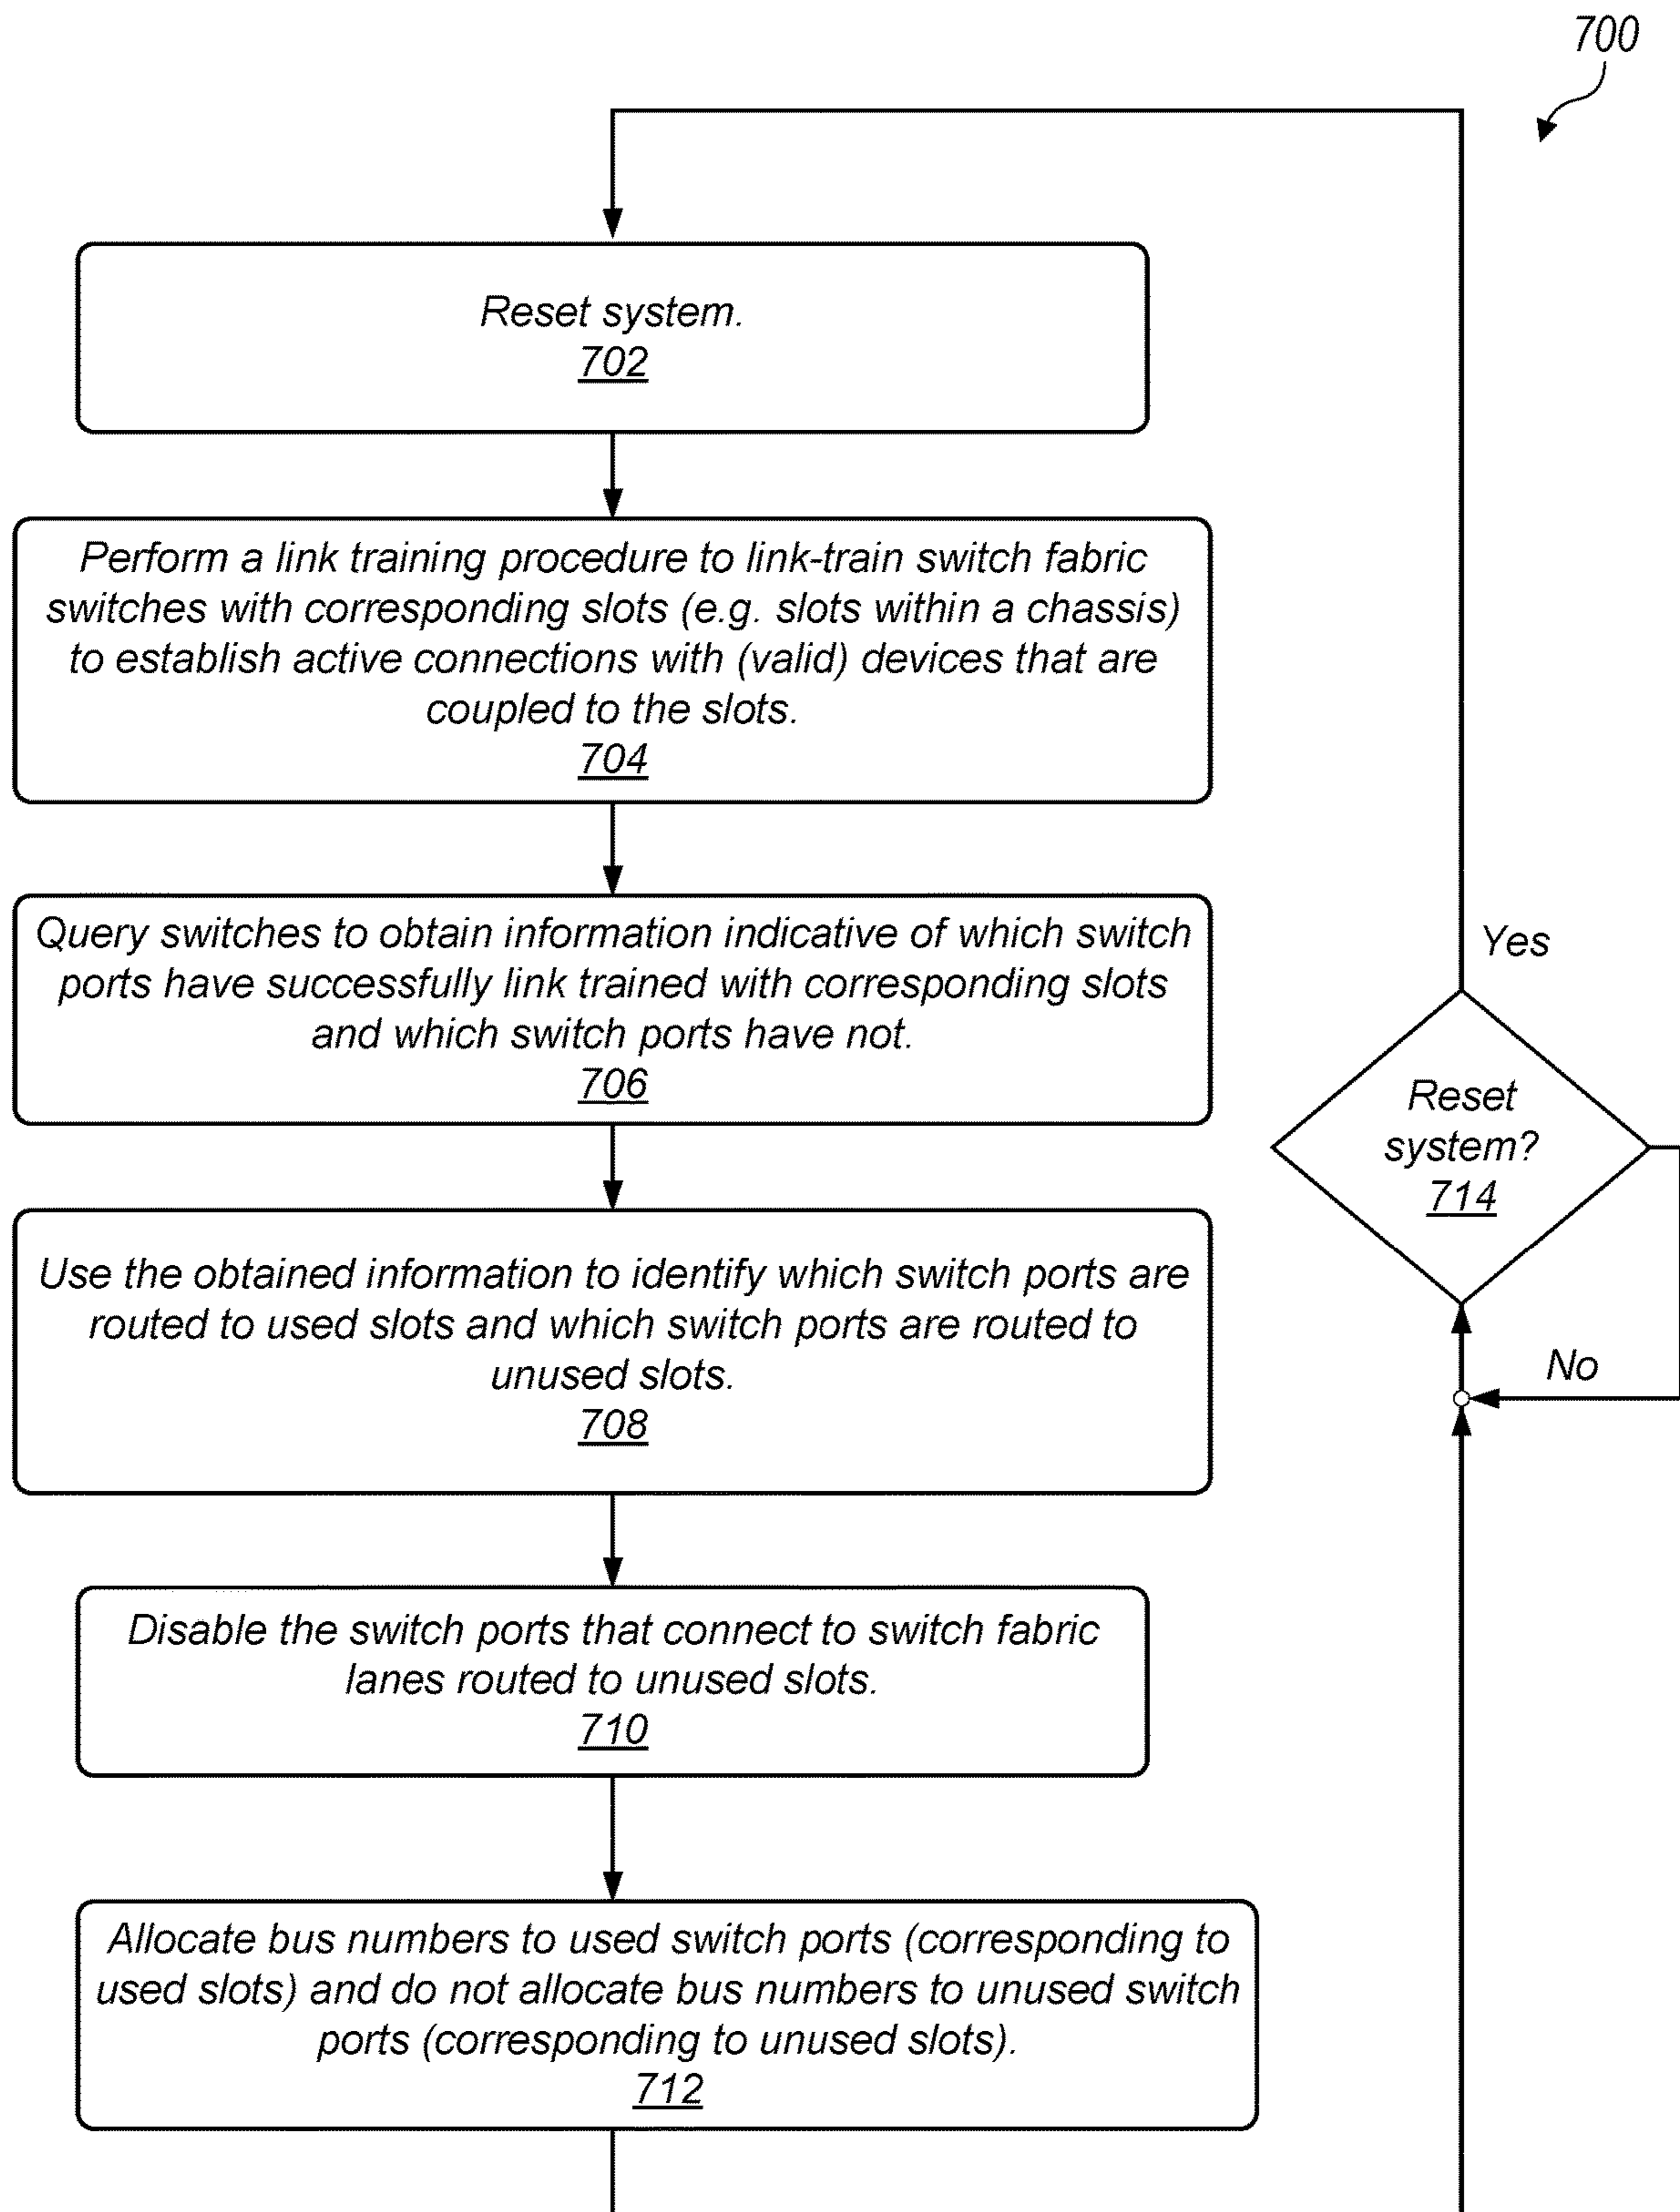 700
Reset system.
702
Perform a link training procedure to link-train switch fabric
switches with corresponding slots (e.g. slots within a chassis)
to establish active connections with (valid) devices that are
coupled to the slots.
704
Query switches to obtain information indicative of which switch
ports have successfully link trained with corresponding slots
and which switch ports have not.
706
Yes
Reset
system?
714
Use the obtained information to identify which switch ports are
routed to used slots and which switch ports are routed to
unused slots.
708
No
Disable the switch ports that connect to switch fabric
lanes routed to unused slots.
710
Allocate bus numbers to used switch ports (corresponding to
used slots) and do not allocate bus numbers to unused switch
ports (corresponding to unused slots).
712